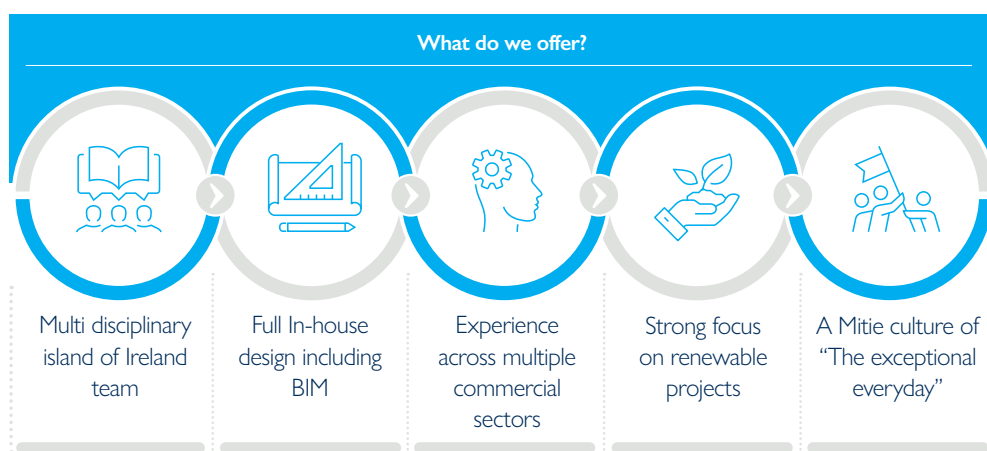 What do we offer?
Multi disciplinary
island of Ireland
team
Full In-house
design including
BIM
Experience
across multiple
commercial
sectors
Strong focus
on renewable
projects
A Mitie culture of
“The exceptional
everyday”